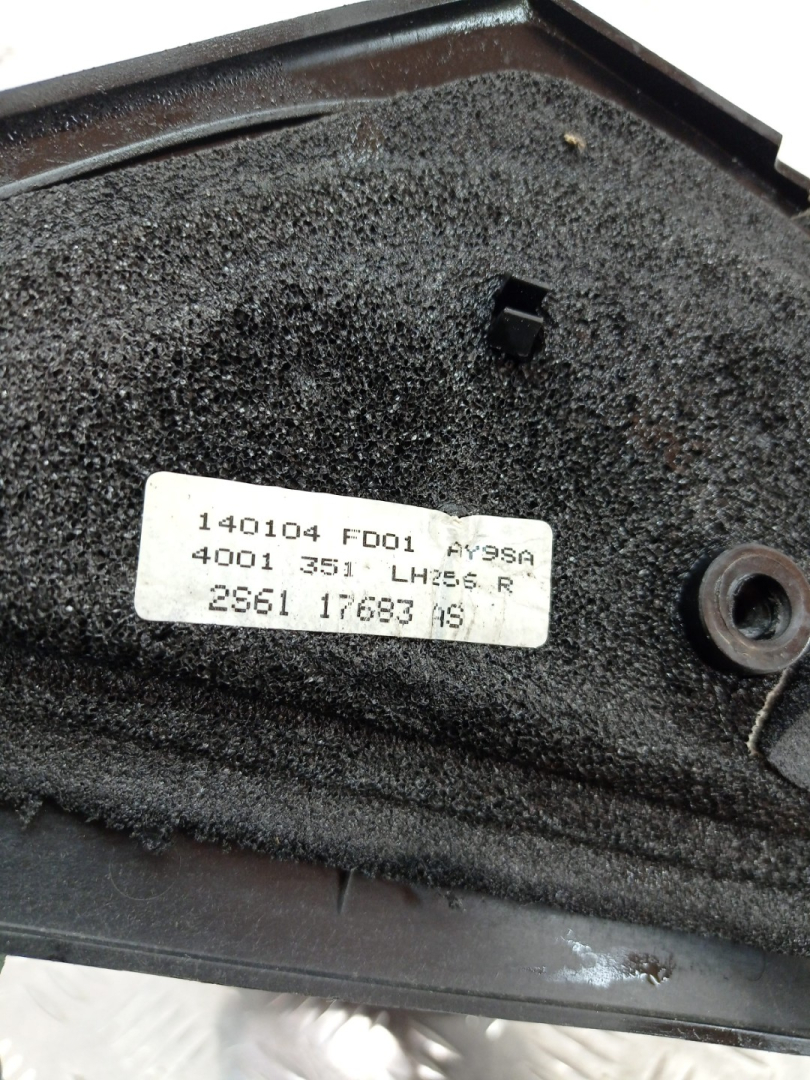 140104 FD01 AY9SA
4001 351 LH256 R
2S61 17683 AS